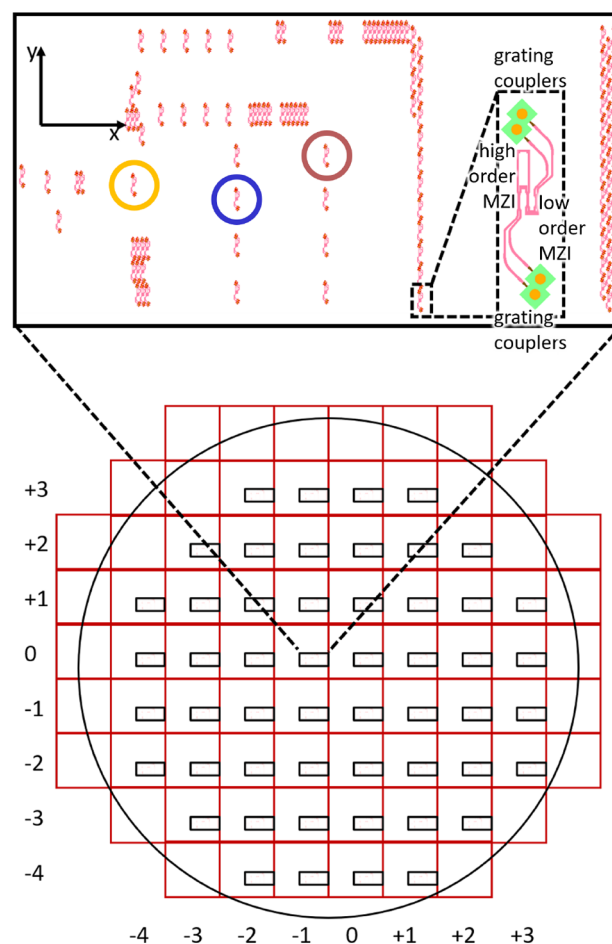 y
x
grating
couplers
high
order
MZI
low
order
MZI
grating
couplers
+3
+2
+1
0
-1
-2
-3
-4
-4 -3 -2 -1 0 +1 +2 +3